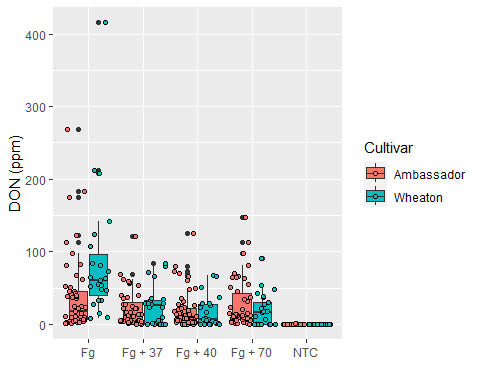 DON (ppm)
400
300
200
100
0
Fg
Fg + 37
Fg + 40
Fg + 70
NTC
Cultivar
Ambassador
Wheaton